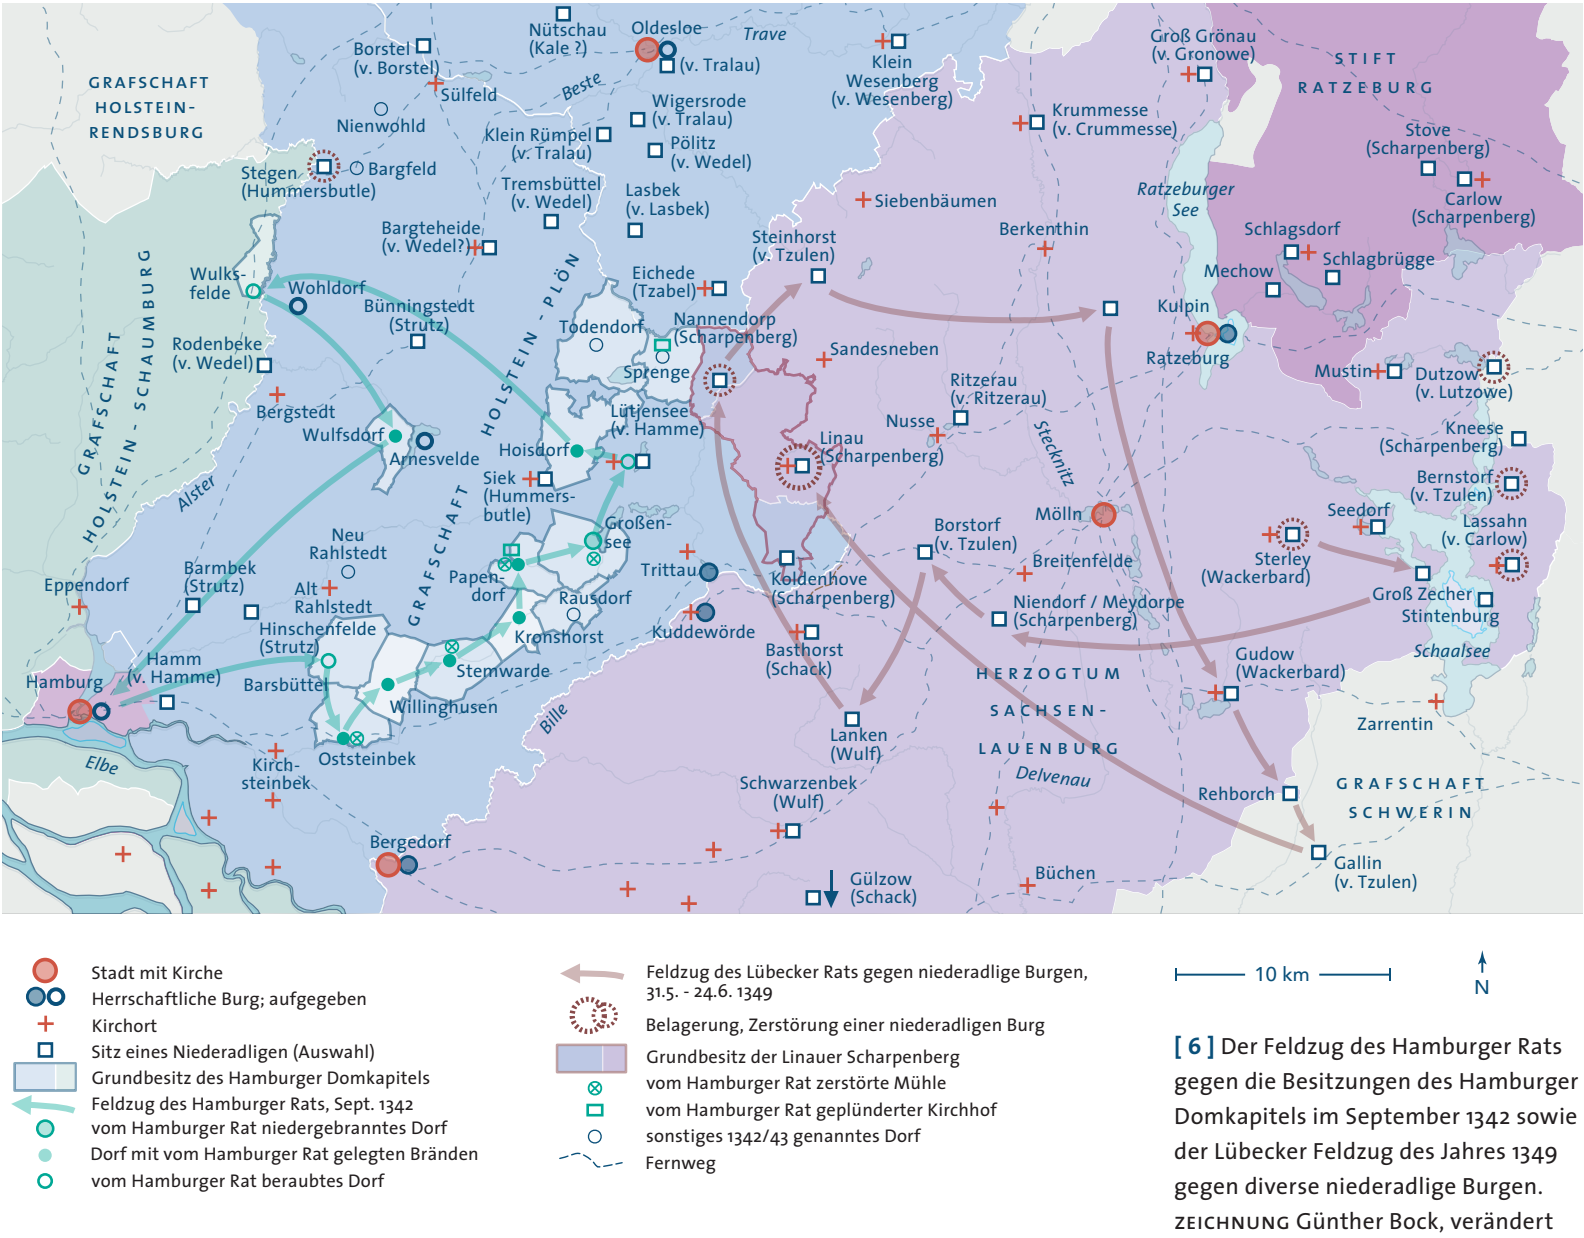 GRAFSCHAFT
HOLSTEIN-
RENDSBURG
Borstel
(v. Borstel)
Sülfeld
Nienwohld
Nütschau
(Kale ?)
Oldesloe
Trave
(v. Tralau)
Beste
Wigersrode
(v. Tralau)
Klein Rümpel
(v. Tralau)
Pölitz
(v. Wedel)
Klein
Wesenberg
(v. Wesenberg)
Groß Grönau
(v. Gronowe)
STIFT
RATZEBURG
Krummesse
(v. Crummesse)
Stove
(Scharpenberg)
Carlow
(Scharpenberg)
Stegen
(Hummersbutle)
Bargfeld
Tremsbüttel
(v. Wedel)
Lasbek
(v. Lasbek)
Siebenbäumen
Ratzeburger
See
Bargteheide
(v. Wedel?)
Steinhorst
(v. Tzulen)
Berkenthin
Schlagsdorf
Schlagbrügge
Mechow
Wulks-
felde
Wohldorf
Bünningstedt
(Strutz)
Eichede
(Tzabel)
Todendorf
Nannendorp
(Scharpenberg)
Sprenge
Kulpin
Ratzeburg
Rodenbeke
(v. Wedel)
Sandesneben
Ritzerau
(v. Ritzerau)
Mustin
Dutzow
(v. Lutzowe)
Bergstedt
Wulfsdorf
Arnesvelde
GRAFSCHAFT
HOLSTEIN - SCHAUMBURG
GRAFSCHAFT
HOLSTEIN - PLÖN
Lütjensee
(v. Hamme)
Hoisdorf
Siek
(Hummers-
butle)
Linau
(Scharpenberg)
Nusse
Stecknitz
Kneese
(Scharpenberg)
Bernstorf
(v. Tzulen)
Alster
Großen-
see
Borstorf
(v. Tzulen)
Mölln
Seedorf
Lassahn
(v. Carlow)
Neu
Rahlstedt
Alt
Rahlstedt
Barmbek
(Strutz)
Eppendorf
Papen-
dorf
Trittau
Koldenhove
(Scharpenberg)
Breitenfelde
Sterley
(Wackerbard)
Groß Zecher
Stintenburg
Hinschenfelde
(Strutz)
Rausdorf
Kronshorst
Kuddewörde
Niendorf / Meydorpe
(Scharpenberg)
Basthorst
(Schack)
Schaalsee
Hamm
(v. Hamme)
Hamburg
Barsbüttel
Stemwarde
Willinghusen
Bille
HERZOGTUM
SACHSEN-
LAUENBURG
Gudow
(Wackerbard)
Zarrentin
Lanken
(Wulf)
Elbe
Kirch-
steinbek
Oststeinbek
Schwarzenbek
(Wulf)
Delvenau
Rehborch
GRAFSCHAFT
SCHWERIN
Bergedorf
Gülzow
(Schack)
Büchen
Gallin
(v. Tzulen)
Stadt mit Kirche
Herrschaftliche Burg; aufgegeben
Kirchort
Sitz eines Niederadligen (Auswahl)
Grundbesitz des Hamburger Domkapitels
Feldzug des Hamburger Rats, Sept. 1342
vom Hamburger Rat niedergebranntes Dorf
Dorf mit vom Hamburger Rat gelegten Bränden
vom Hamburger Rat beraubtes Dorf
Feldzug des Lübecker Rats gegen niederadlige Burgen,
31.5. - 24.6. 1349
Belagerung, Zerstörung einer niederadligen Burg
Grundbesitz der Linauer Scharpenberg
vom Hamburger Rat zerstörte Mühle
vom Hamburger Rat geplünderter Kirchhof
sonstiges 1342/43 genanntes Dorf
Fernweg
10 km
N
[ 6 ] Der Feldzug des Hamburger Rats
gegen die Besitzungen des Hamburger
Domkapitels im September 1342 sowie
der Lübecker Feldzug des Jahres 1349
gegen diverse niederadlige Burgen.
ZEICHNUNG Günther Bock, verändert